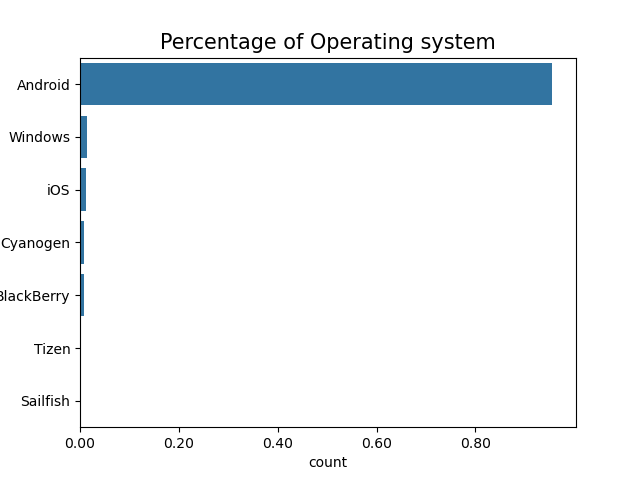 Percentage of Operating system
Android
Windows
iOS
Cyanogen
BlackBerry
Tizen
Sailfish
0.00 0.20 0.40 0.60 0.80
count